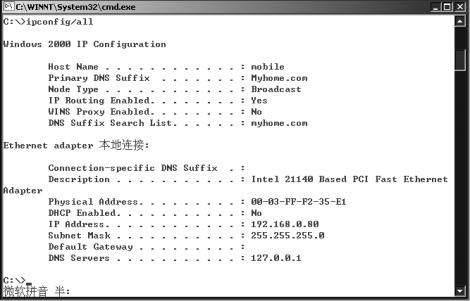 C:\WINNT\System32\cmd.exe
C:\>ipconfig/all
Windows 2000 IP Configuration
Host Name . . . . . . . . . . . . : mobile
Primary DNS Suffix . . . . . . . : Myhome.com
Node Type . . . . . . . . . . . . : Broadcast
IP Routing Enabled. . . . . . . . : Yes
WINS Proxy Enabled. . . . . . . . : No
DNS Suffix Search List. . . . . . : myhome.com
Ethernet adapter 本地连接:
Connection-specific DNS Suffix . :
Description . . . . . . . . . . . : Intel 21140 Based PCI Fast Ethernet
Adapter
Physical Address. . . . . . . . . : 00-03-FF-F2-35-E1
DHCP Enabled. . . . . . . . . . . : No
IP Address. . . . . . . . . . . . : 192.168.0.80
Subnet Mask . . . . . . . . . . . : 255.255.255.0
Default Gateway . . . . . . . . . :
DNS Servers . . . . . . . . . . . : 127.0.0.1
C:\>_
微软拼音 半: